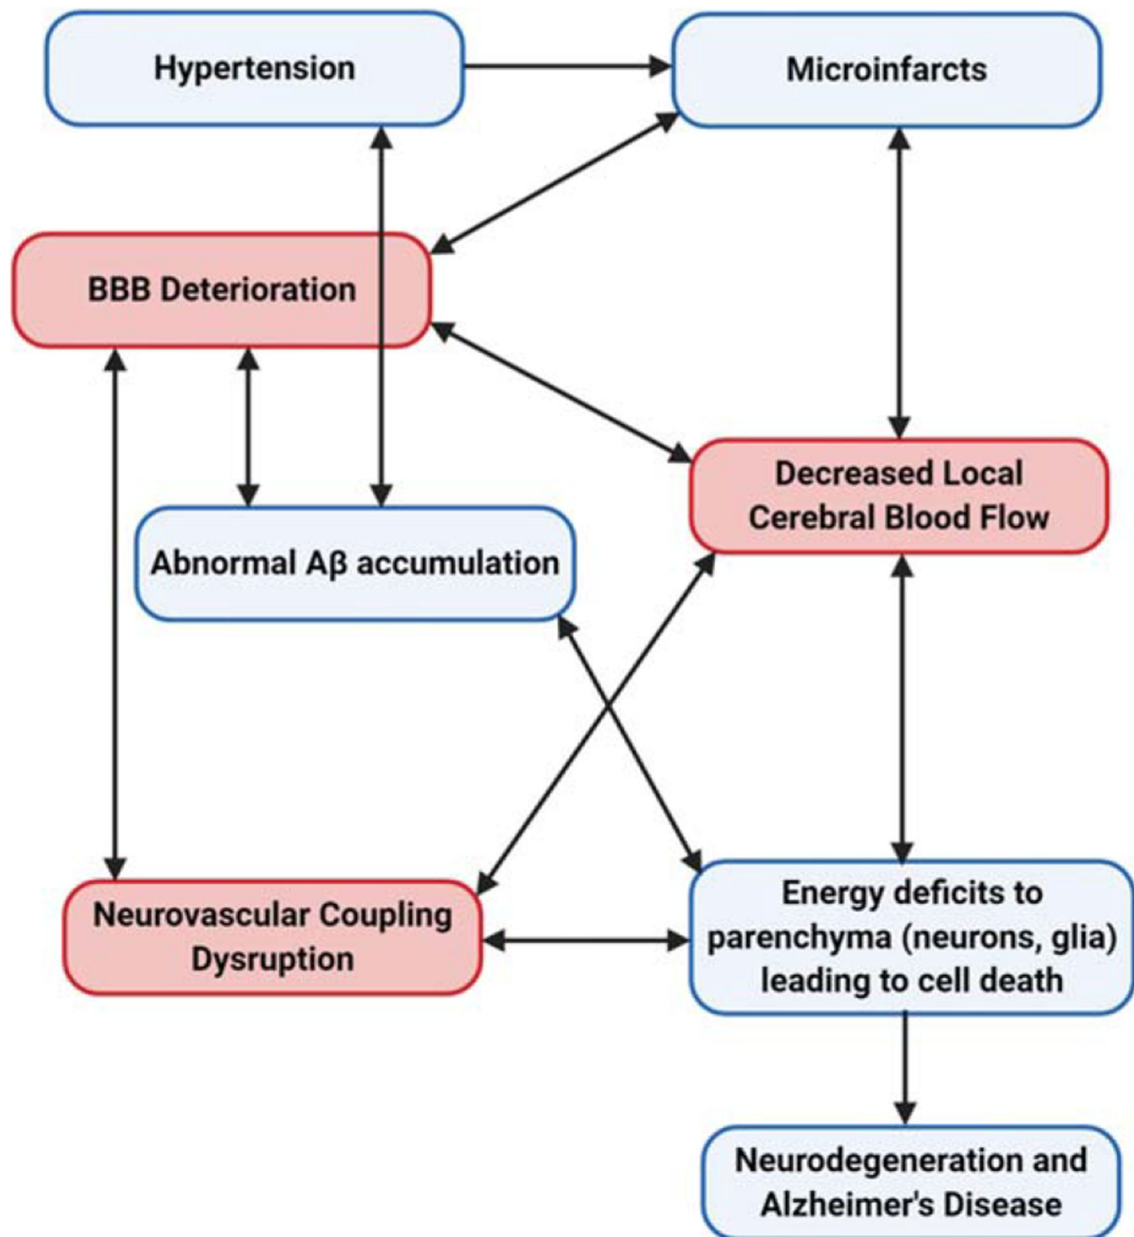 Hypertension
Microinfarcts
BBB Deterioration
Decreased Local
Cerebral Blood Flow
Abnormal Aβ accumulation
Neurovascular Coupling
Dysruption
Energy deficits to
parenchyma (neurons, glia)
leading to cell death
Neurodegeneration and
Alzheimer's Disease